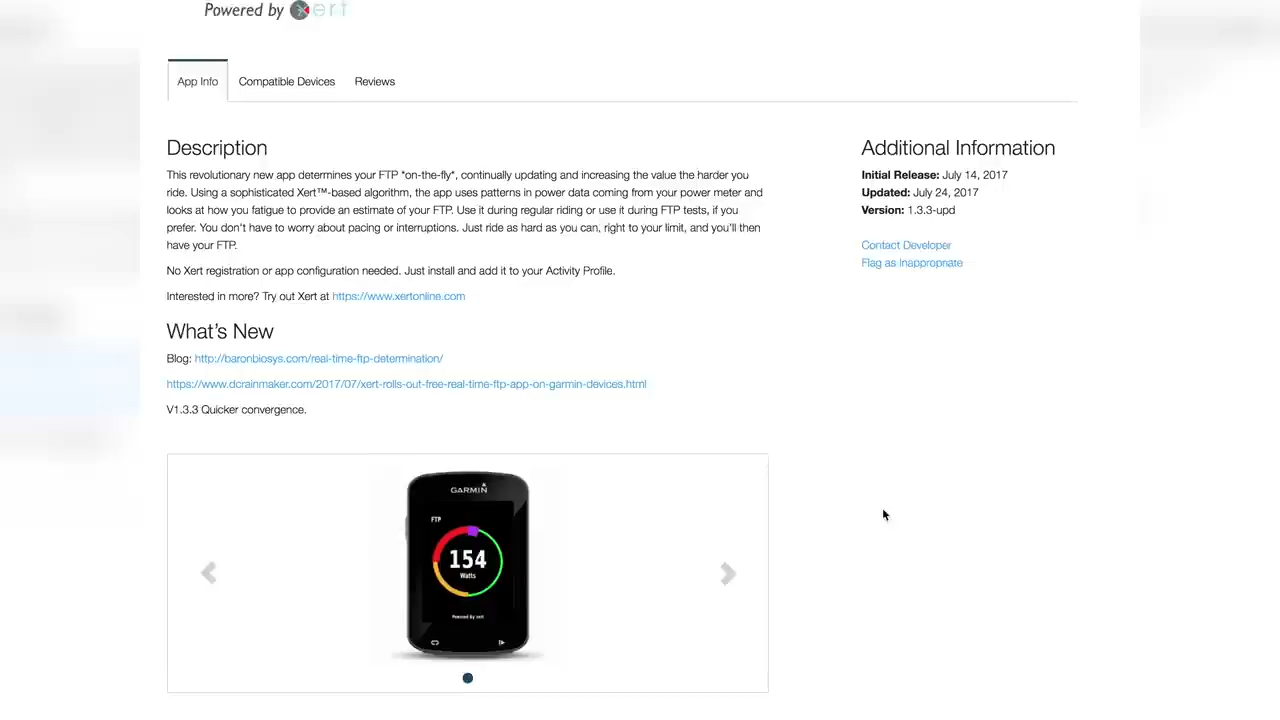 Powered by xert
App Info
Compatible Devices
Reviews
Description
This revolutionary new app determines your FTP *on-the-fly*, continually updating and increasing the value the harder you
ride. Using a sophisticated Xert™-based algorithm, the app uses patterns in power data coming from your power meter and
looks at how you fatigue to provide an estimate of your FTP. Use it during regular riding or use it during FTP tests, if you
prefer. You don't have to worry about pacing or interruptions. Just ride as hard as you can, right to your limit, and you'll then
have your FTP.
No Xert registration or app configuration needed. Just install and add it to your Activity Profile.
Interested in more? Try out Xert at https://www.xertonline.com
What's New
Blog: http://baronbiosys.com/real-time-ftp-determination/
https://www.dcrainmaker.com/2017/07/xert-rolls-out-free-real-time-ftp-app-on-garmin-devices.html
V1.3.3 Quicker convergence.
GARMIN
FTP
154
Watts
Powered by xert
Additional Information
Initial Release: July 14, 2017
Updated: July 24, 2017
Version: 1.3.3-upd
Contact Developer
Flag as Inappropriate